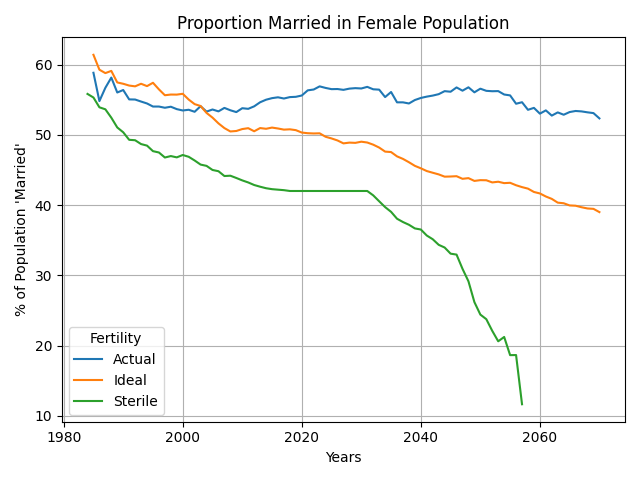 Proportion Married in Female Population
% of Population 'Married'
60
50
40
30
20
10
Fertility
Actual
Ideal
Sterile
1980
2000
2020
2040
2060
Years